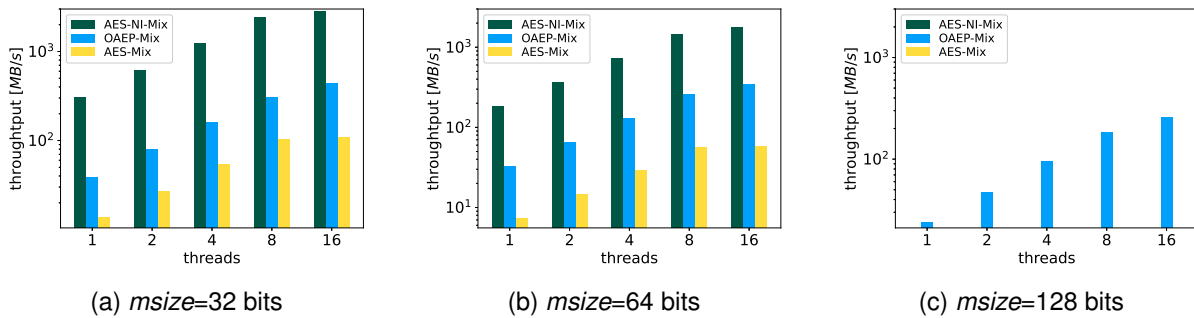 AES-NI-Mix
OAEP-Mix
AES-Mix
10³
10²
throughtput [MB/s]
1 2 4 8 16
threads
(a) msize=32 bits
AES-NI-Mix
OAEP-Mix
AES-Mix
10³
10²
10¹
throughtput [MB/s]
1 2 4 8 16
threads
(b) msize=64 bits
AES-NI-Mix
OAEP-Mix
AES-Mix
10³
10²
throughtput [MB/s]
1 2 4 8 16
threads
(c) msize=128 bits